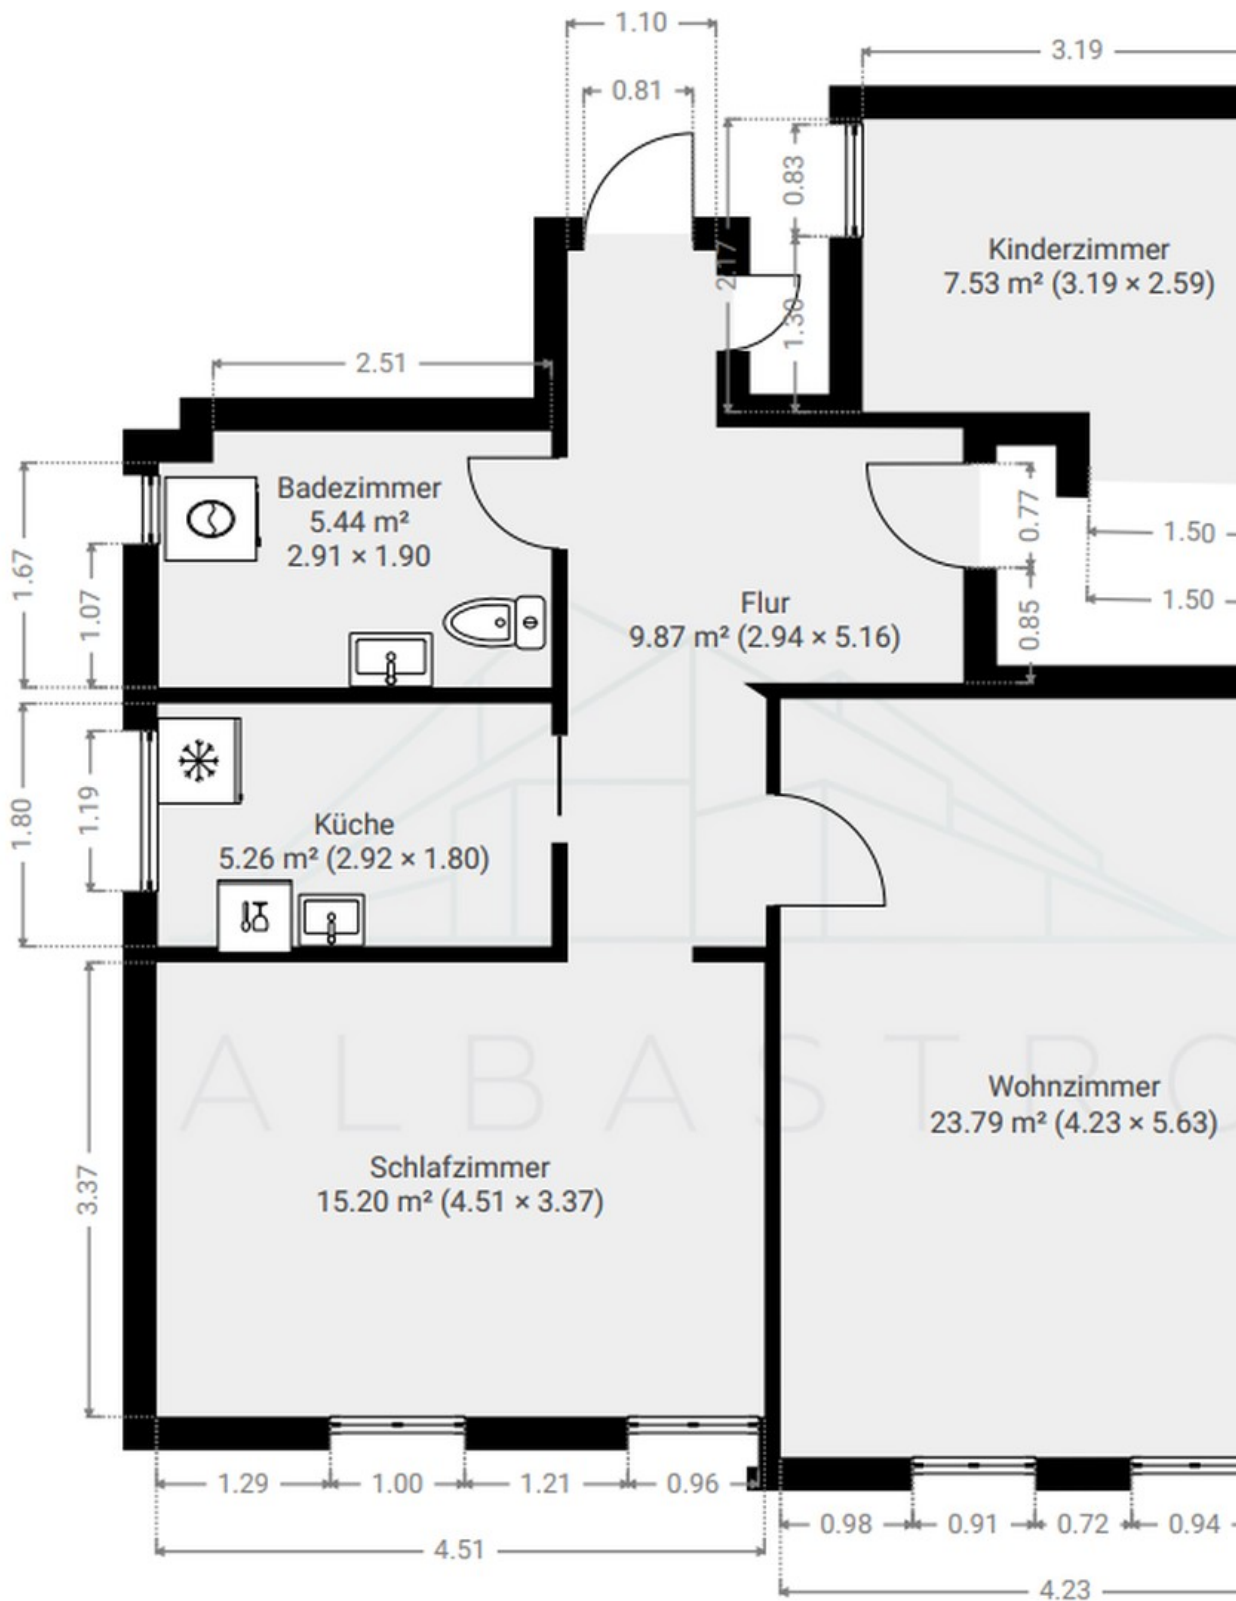 1.10
3.19
0.81
0.83
2.17
1.30
Kinderzimmer
7.53 m² (3.19 × 2.59)
2.51
Badezimmer
5.44 m²
2.91 × 1.90
1.67
1.07
0.77
1.50
1.50
0.85
Flur
9.87 m² (2.94 × 5.16)
1.80
1.19
Küche
5.26 m² (2.92 × 1.80)
ALBASTRO
Wohnzimmer
23.79 m² (4.23 × 5.63)
3.37
Schlafzimmer
15.20 m² (4.51 × 3.37)
1.29
1.00
1.21
0.96
0.98
0.91
0.72
0.94
4.51
4.23